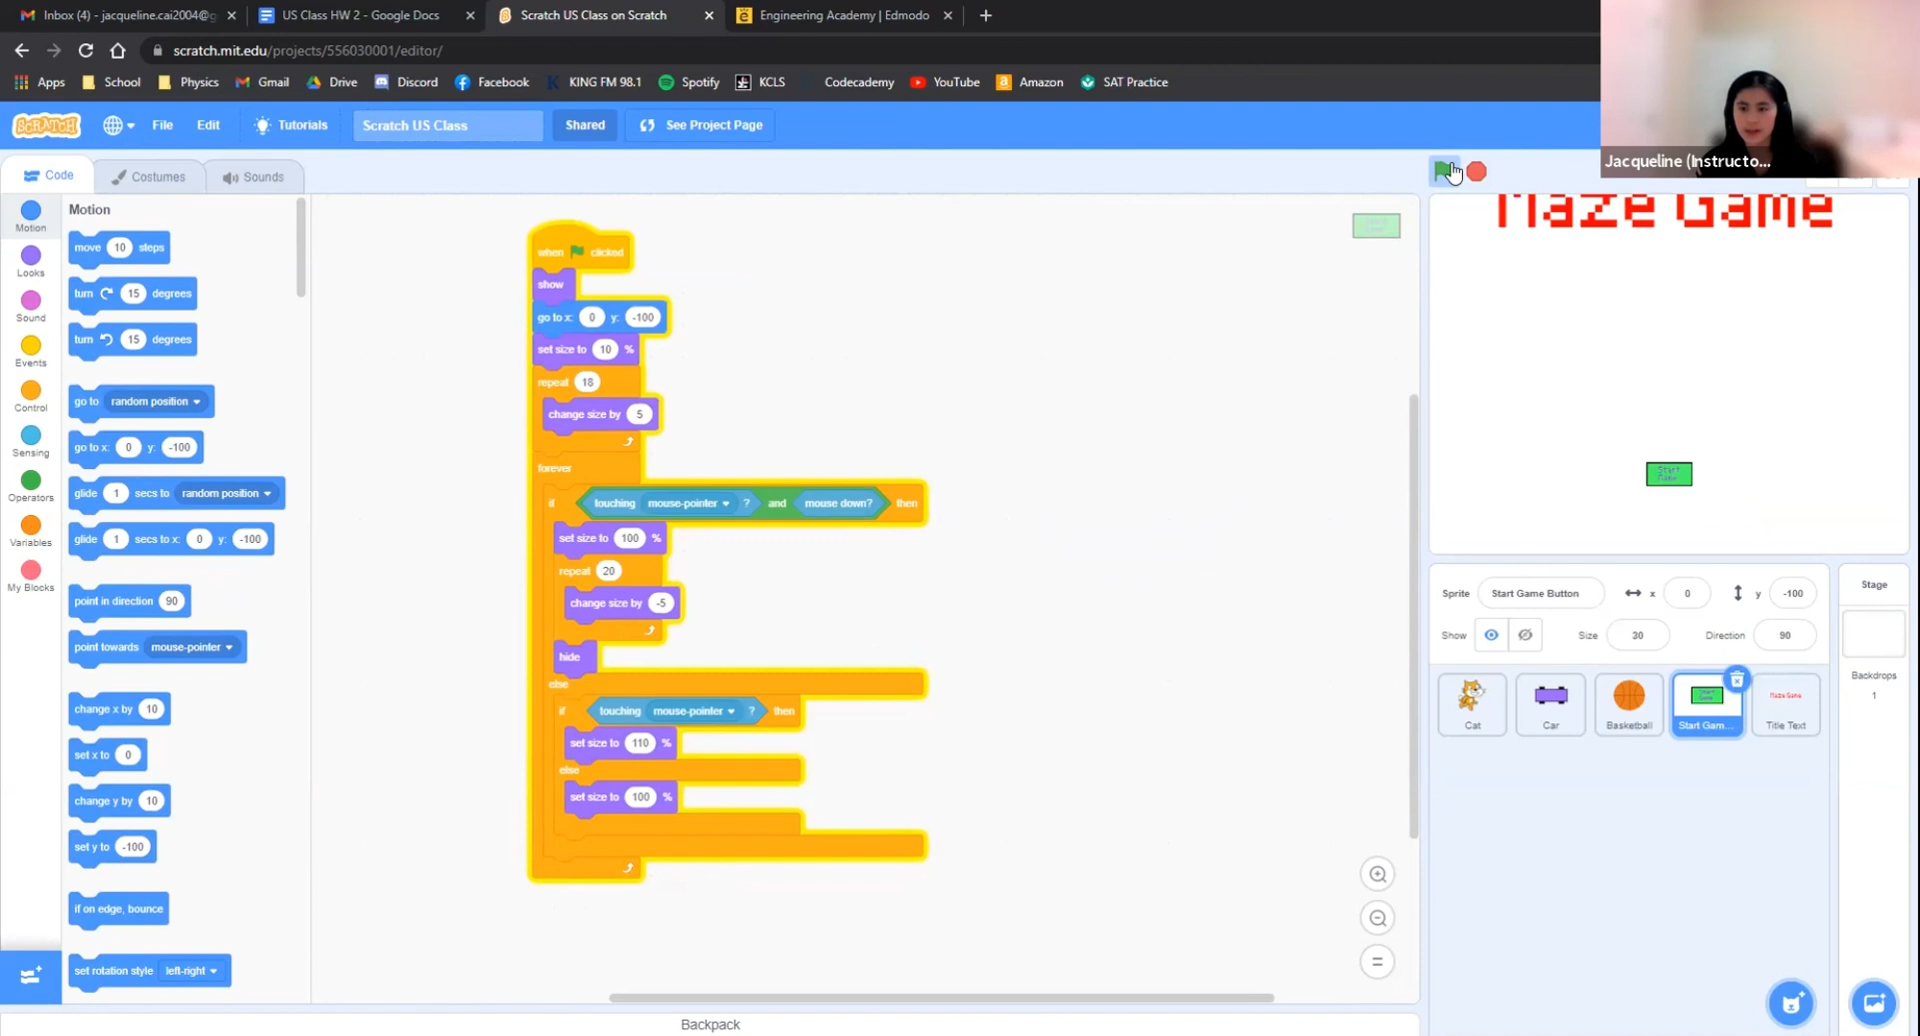 Inbox (4) - jacqueline.cai2004@g
US Class HW 2 - Google Docs
Scratch US Class on Scratch
Engineering Academy | Edmodo
scratch.mit.edu/projects/556030001/editor/
Apps School Physics Gmail Drive Discord Facebook KING FM 98.1 Spotify KCLS Codecademy YouTube Amazon SAT Practice
SCRATCH File Edit Tutorials Scratch US Class Shared See Project Page
Jacqueline (Instructo...
Code Costumes Sounds
Motion
Looks
Sound
Events
Control
Sensing
Operators
Variables
My Blocks
Motion
move 10 steps
turn 15 degrees
turn 15 degrees
go to random position
go to x: 0 y: -100
glide 1 secs to random position
glide 1 secs to x: 0 y: -100
point in direction 90
point towards mouse-pointer
change x by 10
set x to 0
change y by 10
set y to -100
if on edge, bounce
set rotation style left-right
when clicked
show
go to x: 0 y: -100
set size to 10 %
repeat 18
change size by 5
forever
if touching mouse-pointer ? and mouse down? then
set size to 100 %
repeat 20
change size by -5
hide
else
if touching mouse-pointer ? then
set size to 110 %
else
set size to 100 %
Maze Game
Start
Game
Sprite Start Game Button x 0 y -100
Show Size 30 Direction 90
Cat Car Basketball Start Gam... Title Text
Maze Game
Stage
Backdrops
1
Backpack